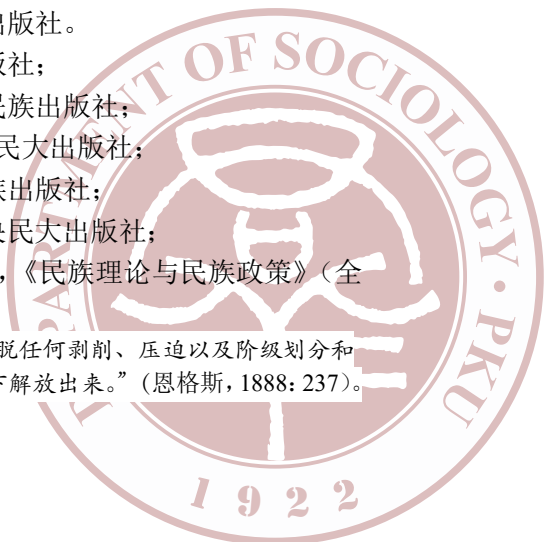 出版社。
版社；
民族出版社；
民大出版社；
族出版社；
央民大出版社；
，《民族理论与民族政策》（全
脱任何剥削、压迫以及阶级划分和
下解放出来。” (恩格斯，1888: 237)。
DEPARTMENT OF SOCIOLOGY · PKU
1922